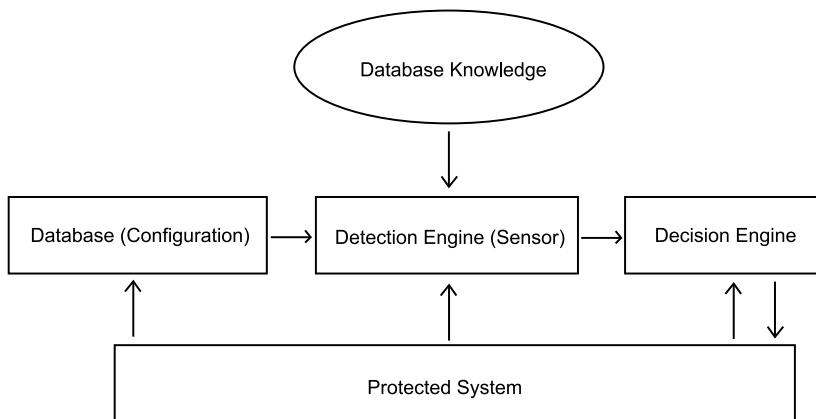 Database Knowledge
Database (Configuration)
Detection Engine (Sensor)
Decision Engine
Protected System